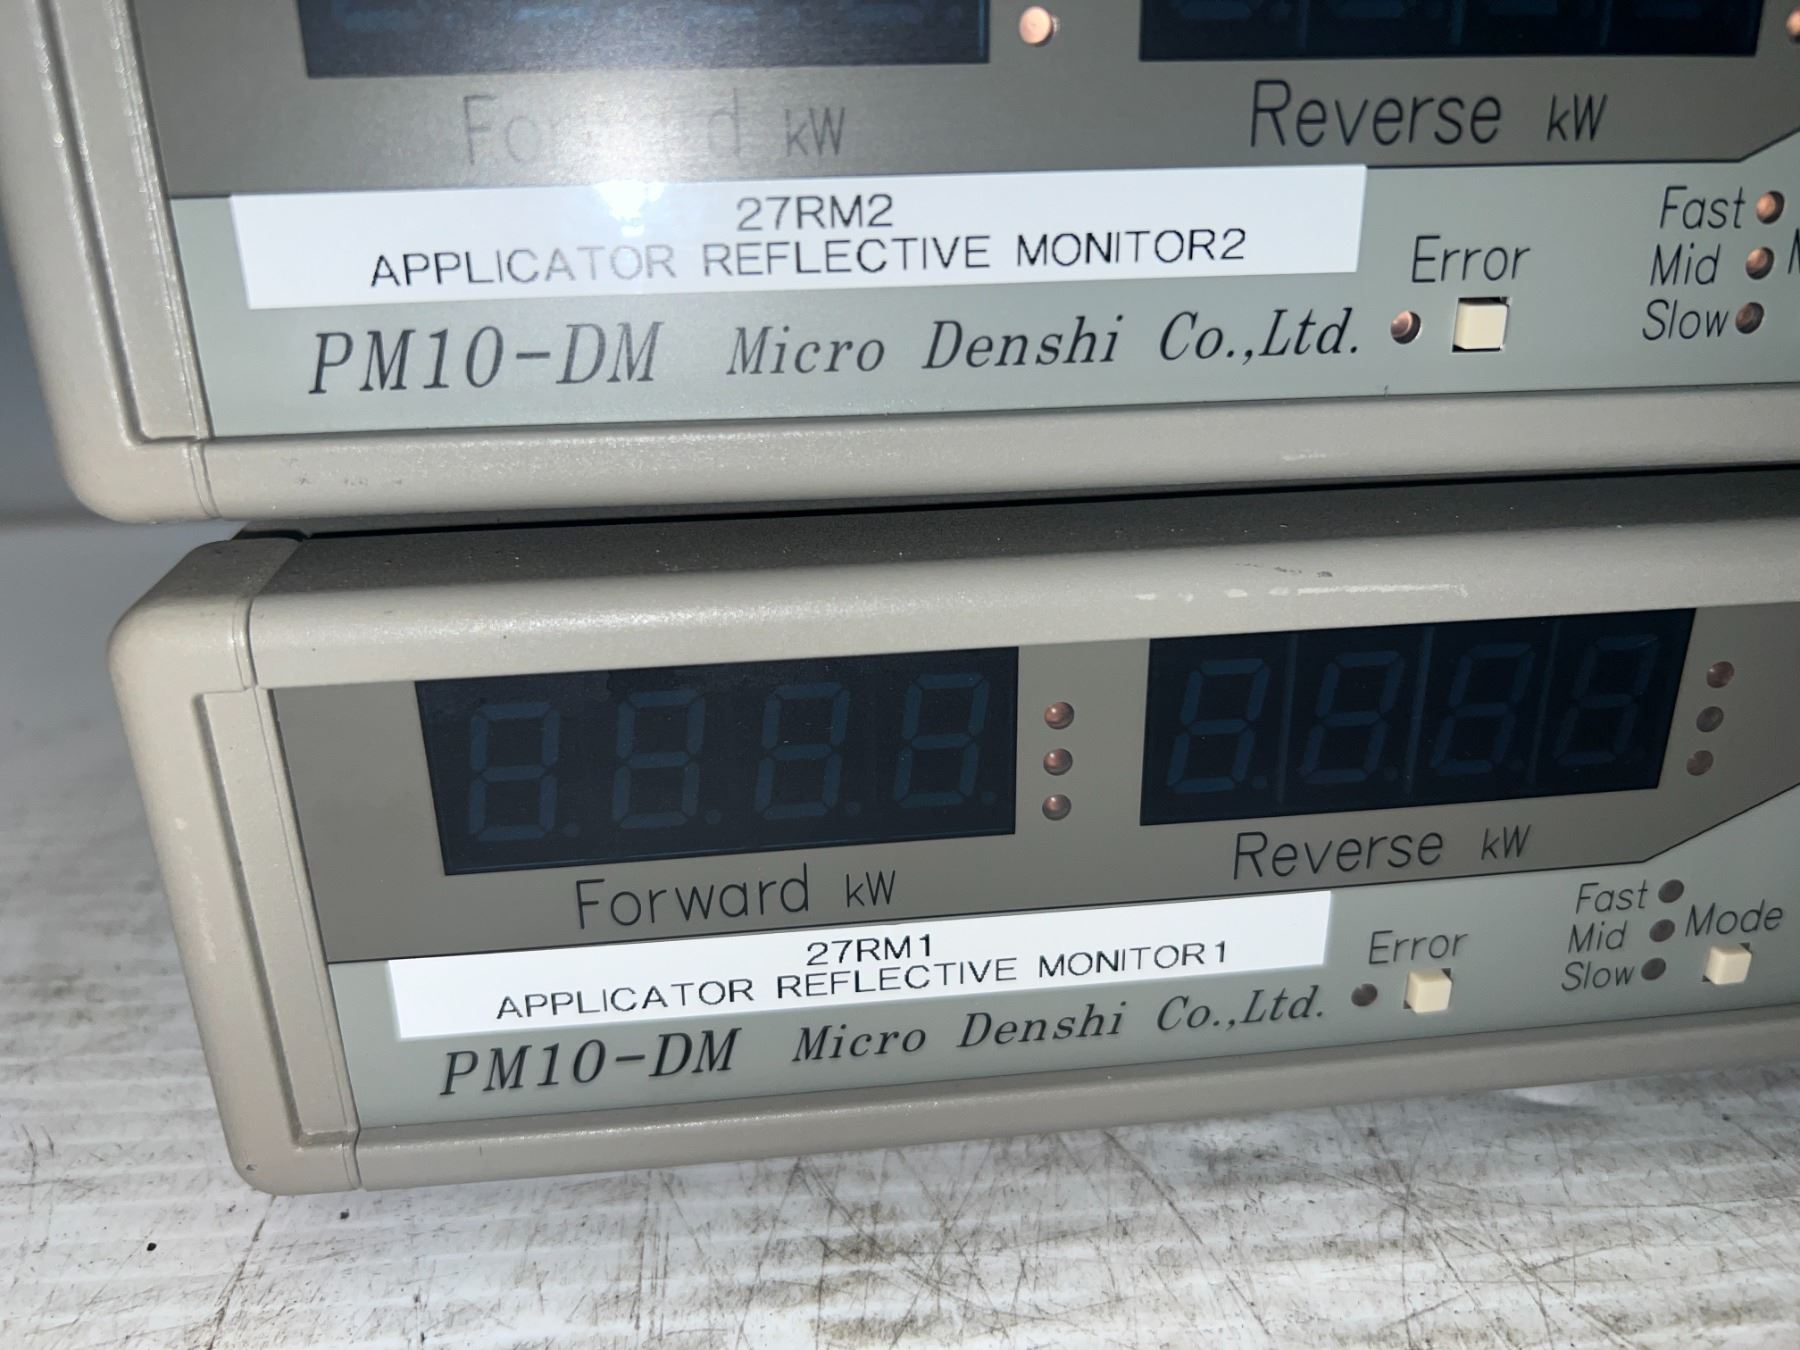 Forward kW
Reverse kW
27RM2
APPLICATOR REFLECTIVE MONITOR2
PM10-DM Micro Denshi Co.,Ltd.
Error
Fast
Mid
Slow
Forward kW
Reverse kW
27RM1
APPLICATOR REFLECTIVE MONITOR1
PM10-DM Micro Denshi Co.,Ltd.
Error
Fast
Mid
Slow
Mode